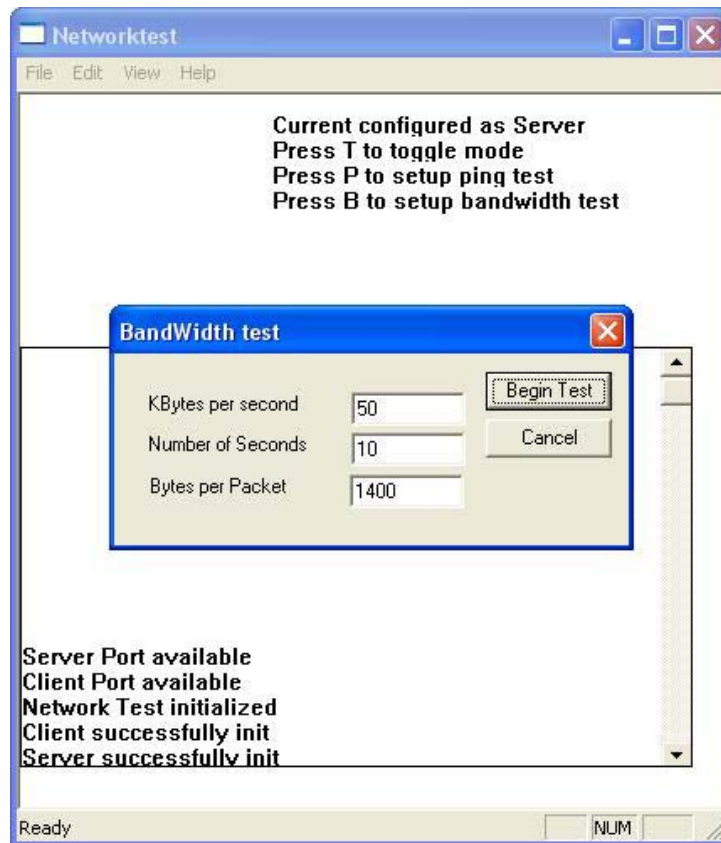 Networktest
File Edit View Help
Current configured as Server
Press T to toggle mode
Press P to setup ping test
Press B to setup bandwidth test
BandWidth test
KBytes per second 50
Begin Test
Number of Seconds 10
Cancel
Bytes per Packet 1400
Server Port available
Client Port available
Network Test initialized
Client successfully init
Server successfully init
Ready NUM